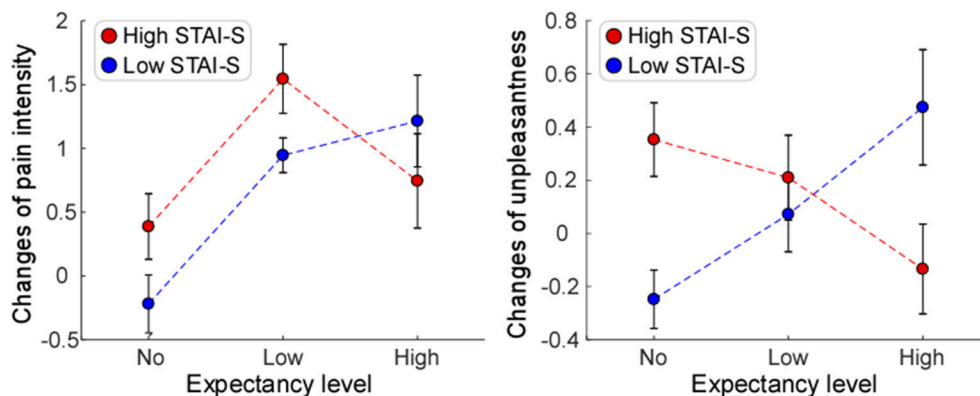 Changes of pain intensity
2
1.5
1
0.5
0
-0.5
High STAI-S
Low STAI-S
No Low High
Expectancy level
Changes of unpleasantness
0.8
0.6
0.4
0.2
0
-0.2
-0.4
High STAI-S
Low STAI-S
No Low High
Expectancy level